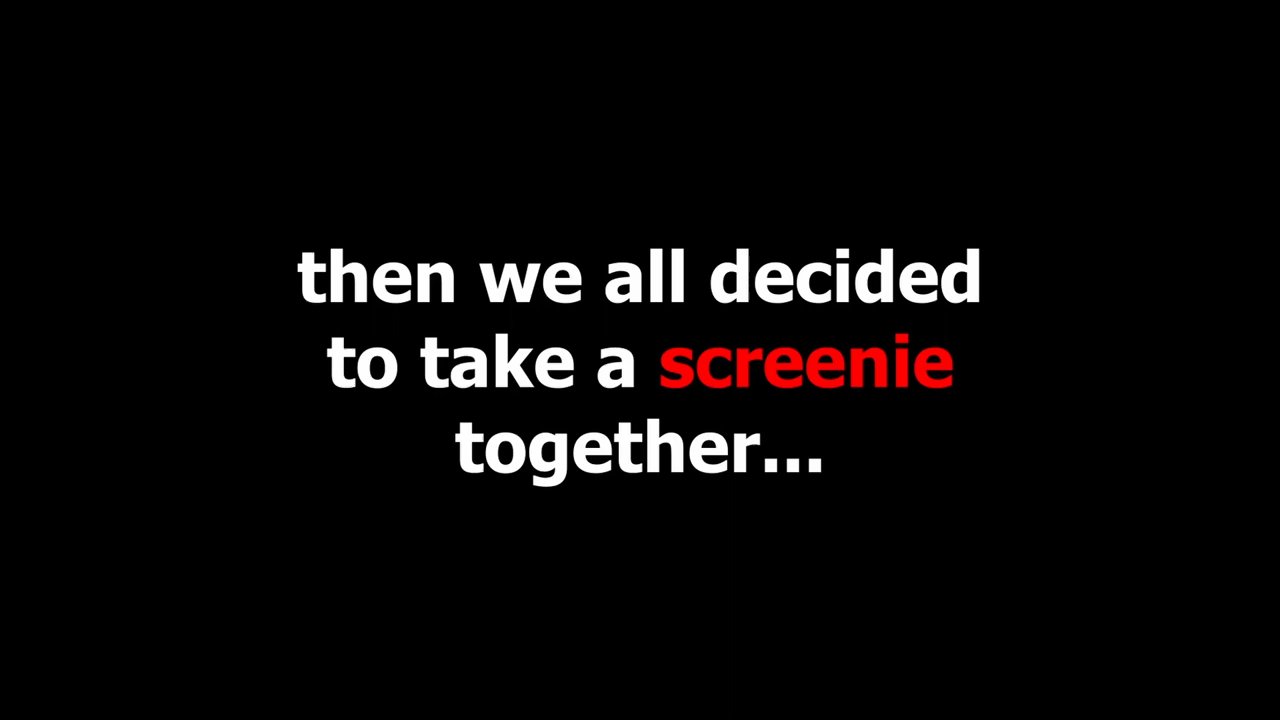 then we all decided
to take a screenie
together...